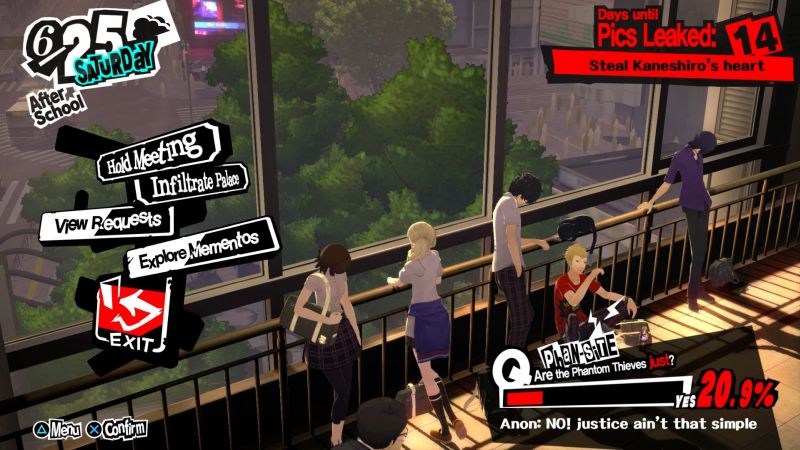 6/25
SATURDAY
After School
Days until
Pics Leaked: 14
Steal Kaneshiro's heart
Hold Meeting
Infiltrate Palace
View Requests
Explore Mementos
EXIT
Q PhAN-SITE
Are the Phantom Thieves just?
YES 20.9%
Anon: NO! justice ain't that simple
Menu Confirm